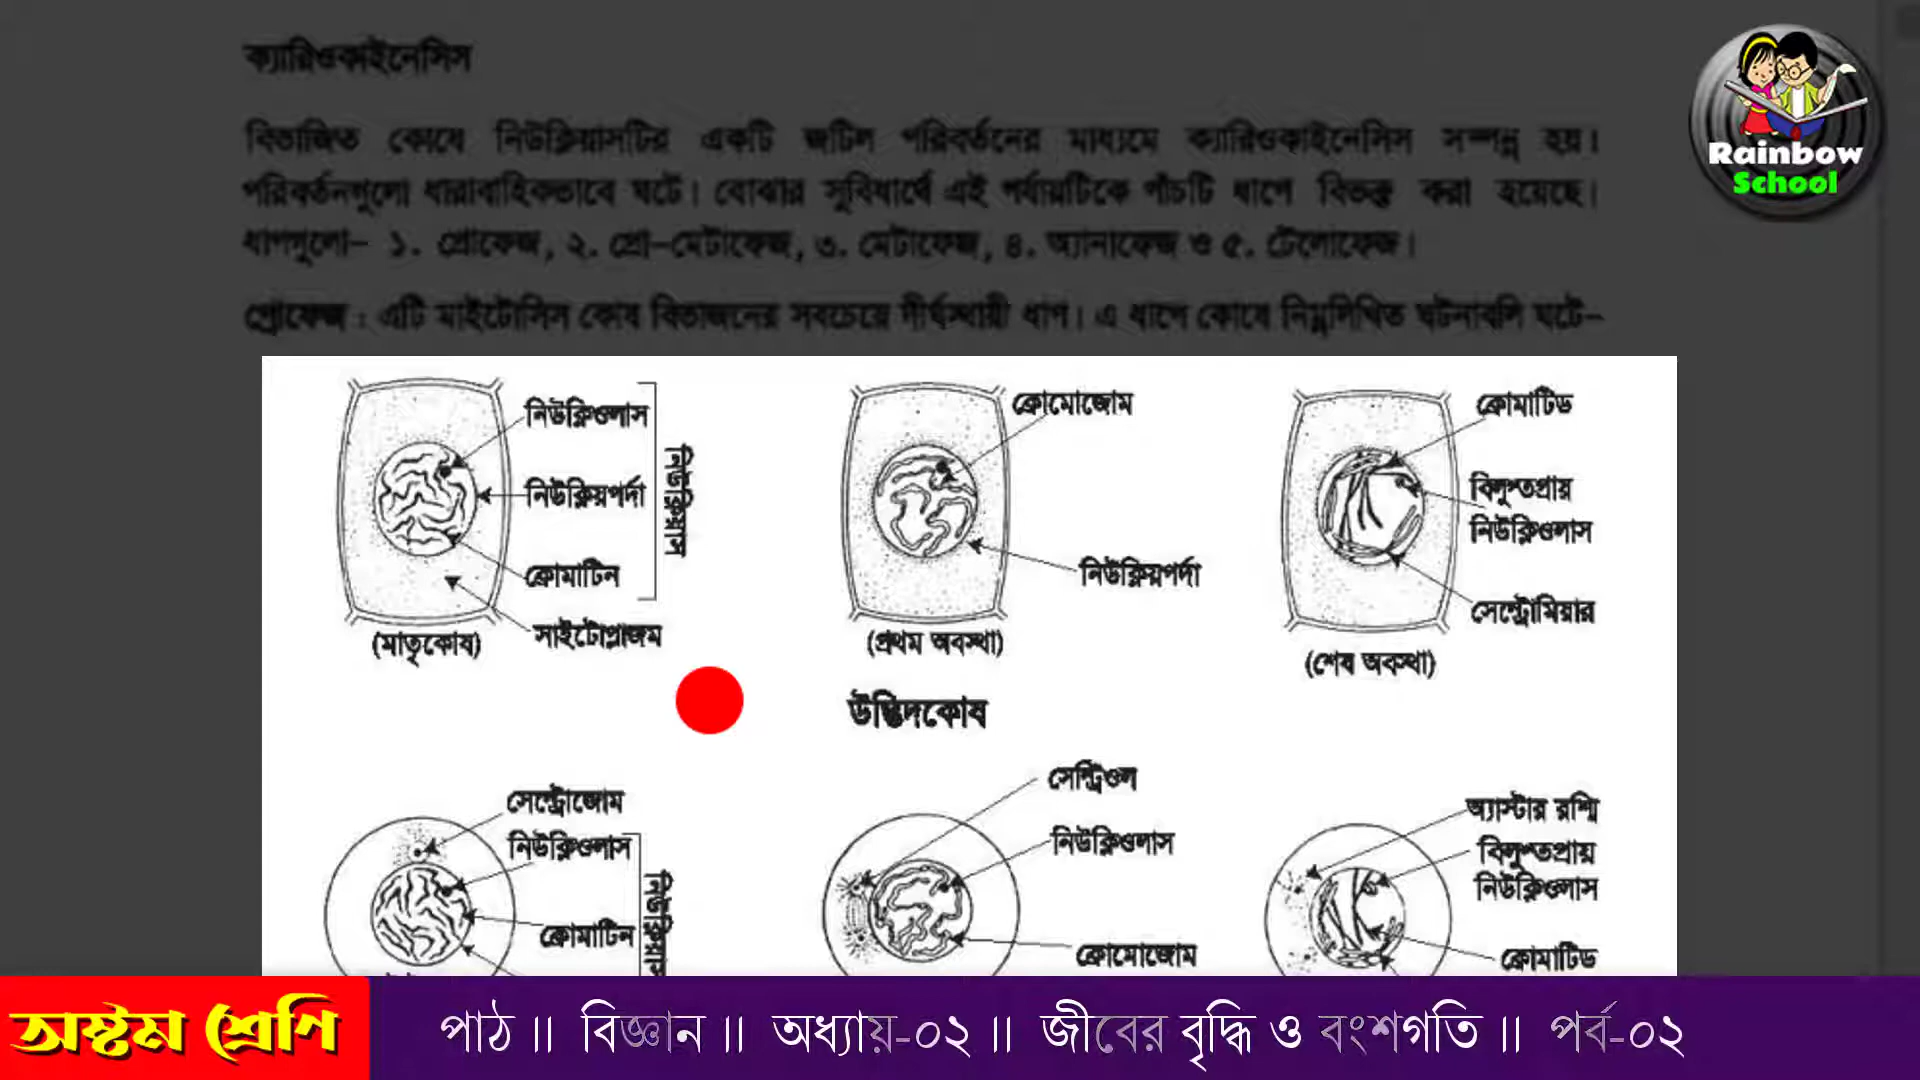 ক্যারিওকাইনেসিস
বিভাজিত কোষে নিউক্লিয়াসটির একটি জটিল পরিবর্তনের মাধ্যমে ক্যারিওকাইনেসিস সম্পন্ন হয়।
পরিবর্তনগুলো ধারাবাহিকভাবে ঘটে। বোঝার সুবিধার্থে এই পর্যায়টিকে পাঁচটি ধাপে বিভক্ত করা হয়েছে।
ধাপগুলো- ১. প্রোফেজ, ২. প্রো-মেটাফেজ, ৩. মেটাফেজ, ৪. অ্যানাফেজ ও ৫. টেলোফেজ।
প্রোফেজ : এটি মাইটোসিস কোষ বিভাজনের সবচেয়ে দীর্ঘস্থায়ী ধাপ। এ ধাপে কোষে নিম্নলিখিত ঘটনাবলি ঘটে-
Rainbow
School
নিউক্লিওলাস
নিউক্লিয়পর্দা
ক্রোমাটিন
নিউক্লিয়াস
সাইটোপ্লাজম
(মাতৃকোষ)
ক্রোমোজোম
নিউক্লিয়পর্দা
(প্রথম অবস্থা)
ক্রোমাটিড
বিলুপ্তপ্রায়
নিউক্লিওলাস
সেন্ট্রোমিয়ার
(শেষ অবস্থা)
উদ্ভিদকোষ
সেন্ট্রোজোম
নিউক্লিওলাস
ক্রোমাটিন
নিউক্লিয়াস
সেন্ট্রিওল
নিউক্লিওলাস
ক্রোমোজোম
অ্যাস্টার রশ্মি
বিলুপ্তপ্রায়
নিউক্লিওলাস
ক্রোমাটিড
অষ্টম শ্রেণি
পাঠ ॥ বিজ্ঞান ॥ অধ্যায়-০২ ॥ জীবের বৃদ্ধি ও বংশগতি ॥ পর্ব-০২